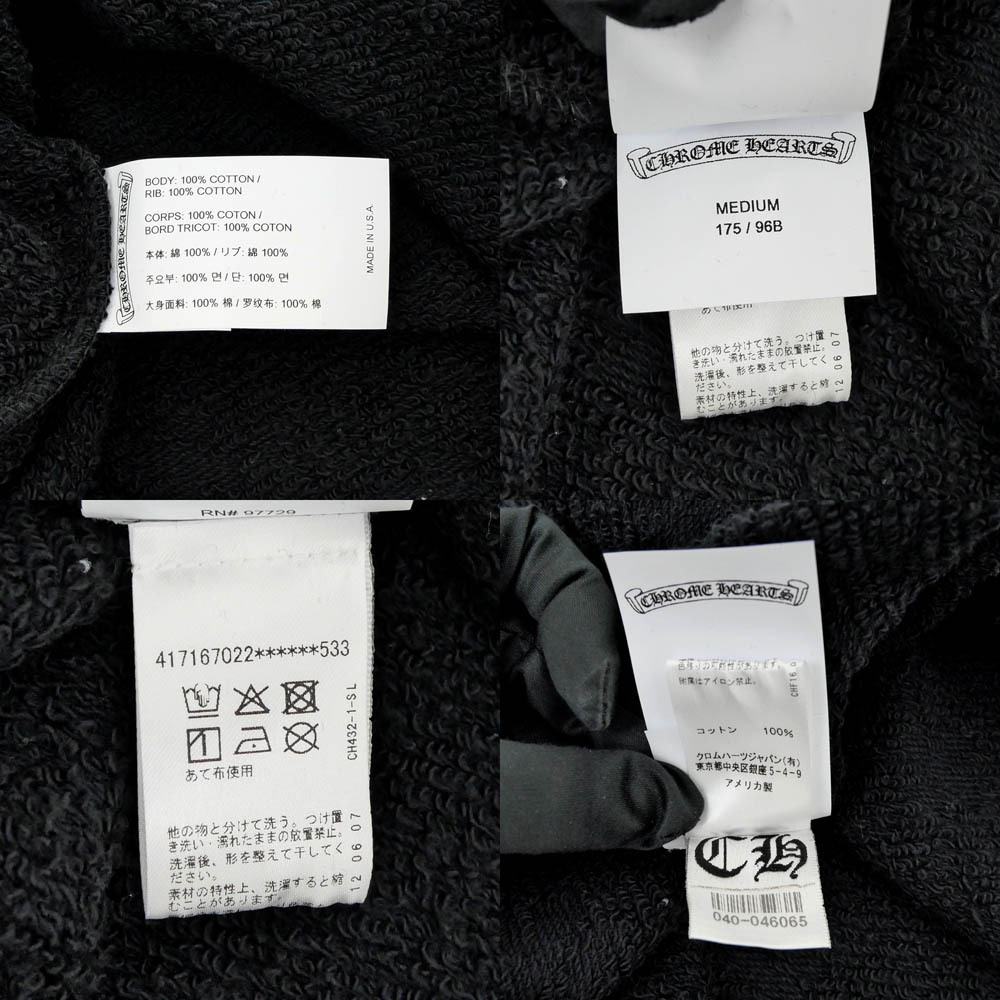 CHROME HEARTS
BODY: 100% COTTON /
RIB: 100% COTTON
CORPS: 100% COTON /
BORD TRICOT: 100% COTON
本体: 綿 100% / リブ: 綿 100%
주요부: 100% 면 / 단: 100% 면
大身面料: 100% 棉 / 罗纹布: 100% 棉
MADE IN U.S.A.
CHROME HEARTS
MEDIUM
175 / 96B
あて布使用
他の物と分けて洗う。つけ置
き洗い・濡れたままの放置禁止。
洗濯後、形を整えて干してく
ださい。
素材の特性上、洗濯すると縮
むことがあります。
12 06 07
RN# 97729
417167022******533
あて布使用
CH432-1-SL
他の物と分けて洗う。つけ置
き洗い・濡れたままの放置禁止。
洗濯後、形を整えて干してく
ださい。
素材の特性上、洗濯すると縮
むことがあります。
12 06 07
CHROME HEARTS
があります。
附属はアイロン禁止。
コットン 100%
クロムハーツジャパン(有)
東京都中央区銀座5-4-9
アメリカ製
CH
040-046065